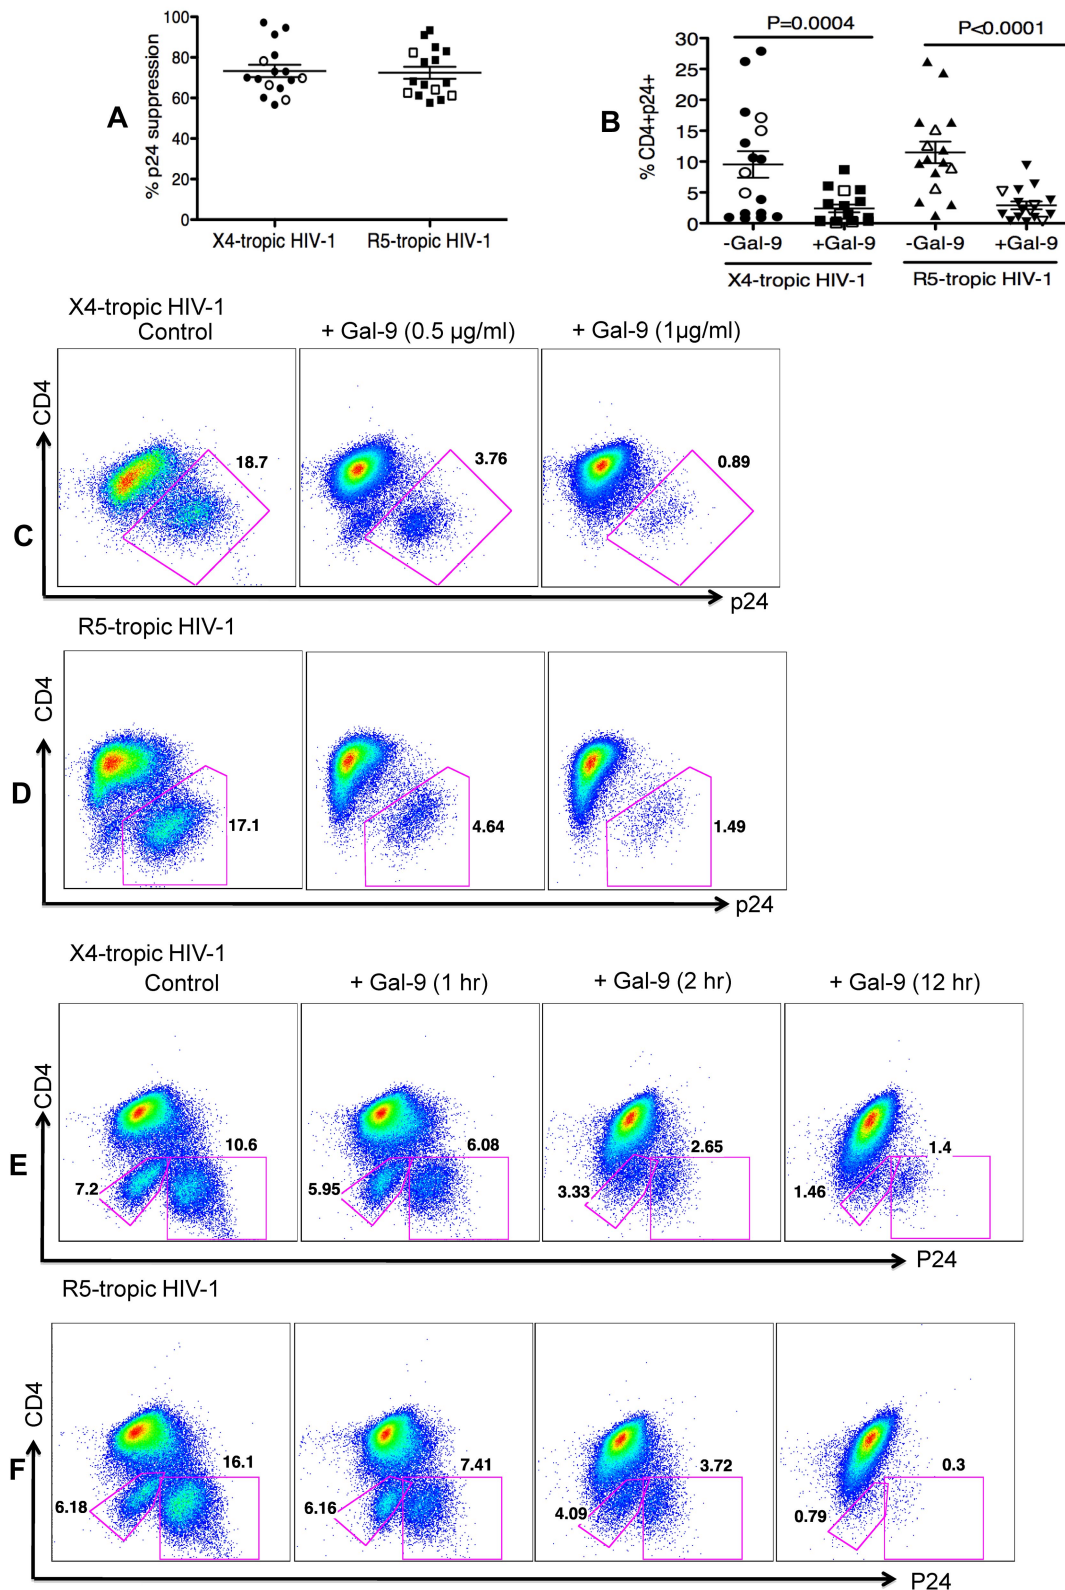 A
% p24 suppression
100
80
60
40
20
0
X4-tropic HIV-1
R5-tropic HIV-1
B
% CD4+p24+
P=0.0004
P<0.0001
30
25
20
15
10
5
0
-Gal-9
+Gal-9
-Gal-9
+Gal-9
X4-tropic HIV-1
R5-tropic HIV-1
X4-tropic HIV-1
Control
+ Gal-9 (0.5 µg/ml)
+ Gal-9 (1µg/ml)
CD4
C
18.7
3.76
0.89
p24
R5-tropic HIV-1
CD4
D
17.1
4.64
1.49
p24
X4-tropic HIV-1
Control
+ Gal-9 (1 hr)
+ Gal-9 (2 hr)
+ Gal-9 (12 hr)
CD4
E
10.6
7.2
6.08
5.95
2.65
3.33
1.4
1.46
P24
R5-tropic HIV-1
CD4
F
16.1
6.18
7.41
6.16
3.72
4.09
0.3
0.79
P24